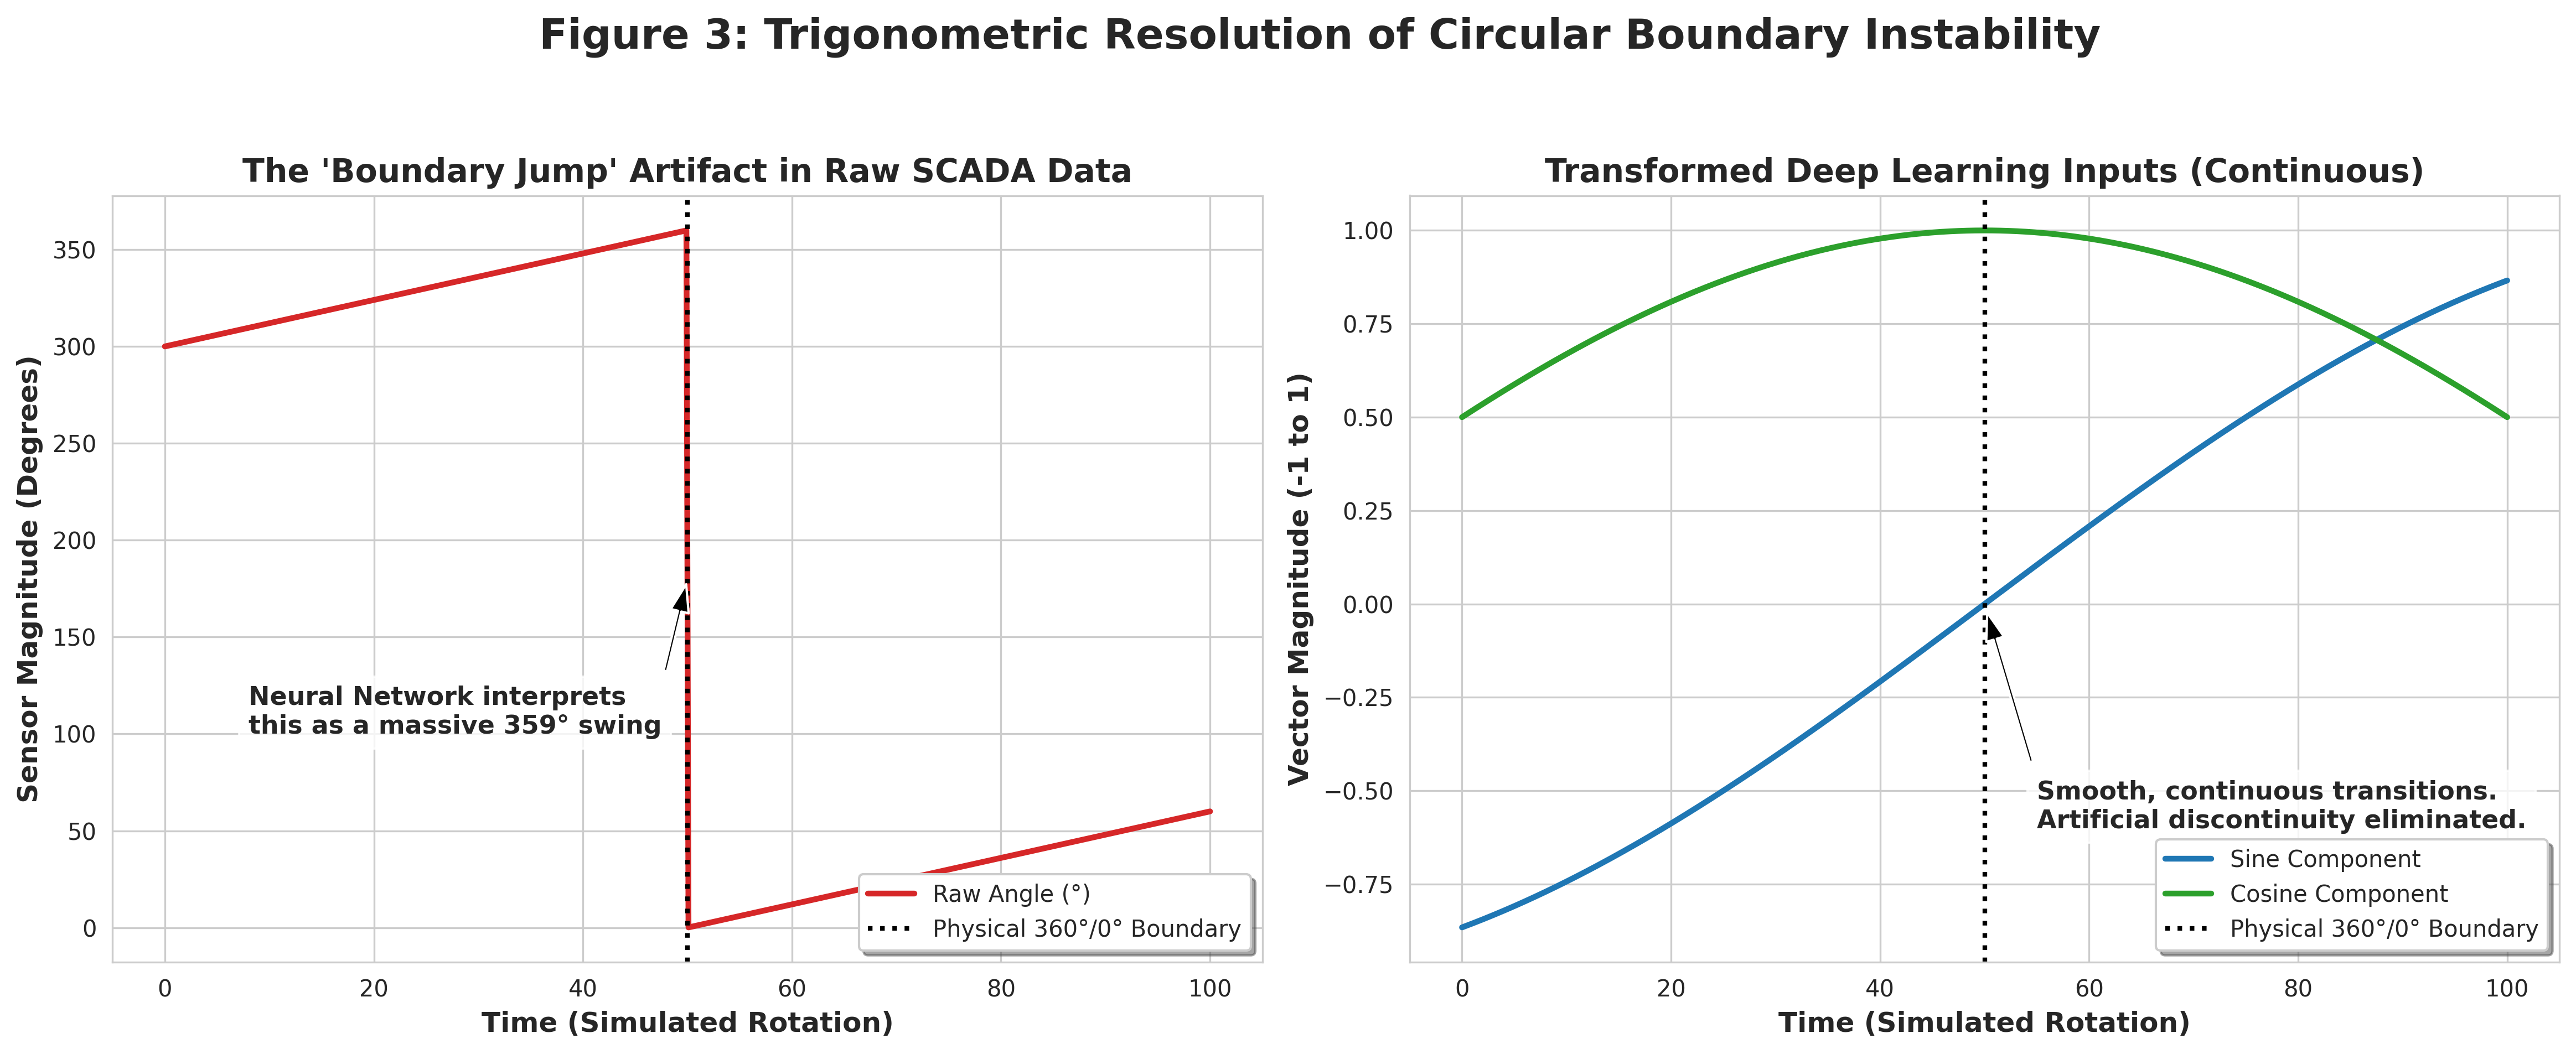 Figure 3: Trigonometric Resolution of Circular Boundary Instability
The 'Boundary Jump' Artifact in Raw SCADA Data
Sensor Magnitude (Degrees)
350
300
250
200
150
100
50
0
Neural Network interprets
this as a massive 359° swing
Raw Angle (°)
Physical 360°/0° Boundary
0 20 40 60 80 100
Time (Simulated Rotation)
Transformed Deep Learning Inputs (Continuous)
Vector Magnitude (-1 to 1)
1.00
0.75
0.50
0.25
0.00
−0.25
−0.50
−0.75
Smooth, continuous transitions.
Artificial discontinuity eliminated.
Sine Component
Cosine Component
Physical 360°/0° Boundary
0 20 40 60 80 100
Time (Simulated Rotation)